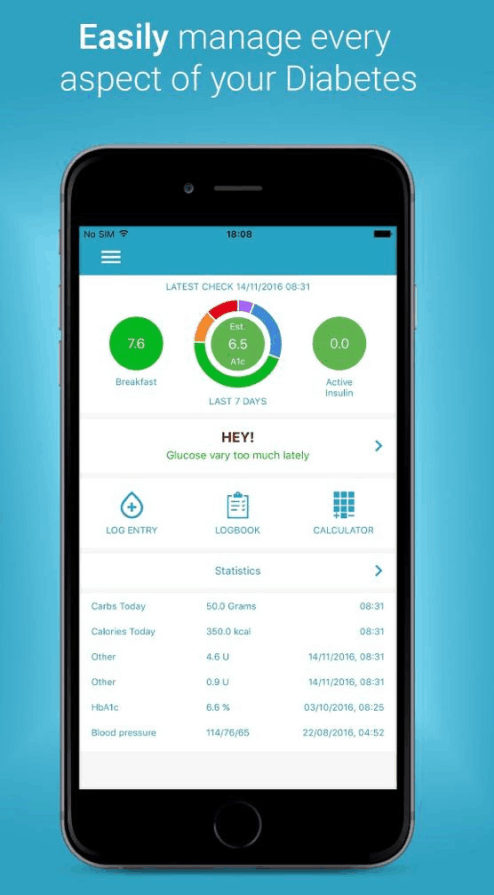 Easily manage every
aspect of your Diabetes
No SIM 18:08
LATEST CHECK 14/11/2016 08:31
7.6
Breakfast
Est.
6.5
A1c
LAST 7 DAYS
0.0
Active
Insulin
HEY!
Glucose vary too much lately
LOG ENTRY LOGBOOK CALCULATOR
Statistics
Carbs Today 50.0 Grams 08:31
Calories Today 350.0 kcal 08:31
Other 4.6 U 14/11/2016, 08:31
Other 0.9 U 14/11/2016, 08:31
HbA1c 6.6 % 03/10/2016, 08:25
Blood pressure 114/76/65 22/08/2016, 04:52